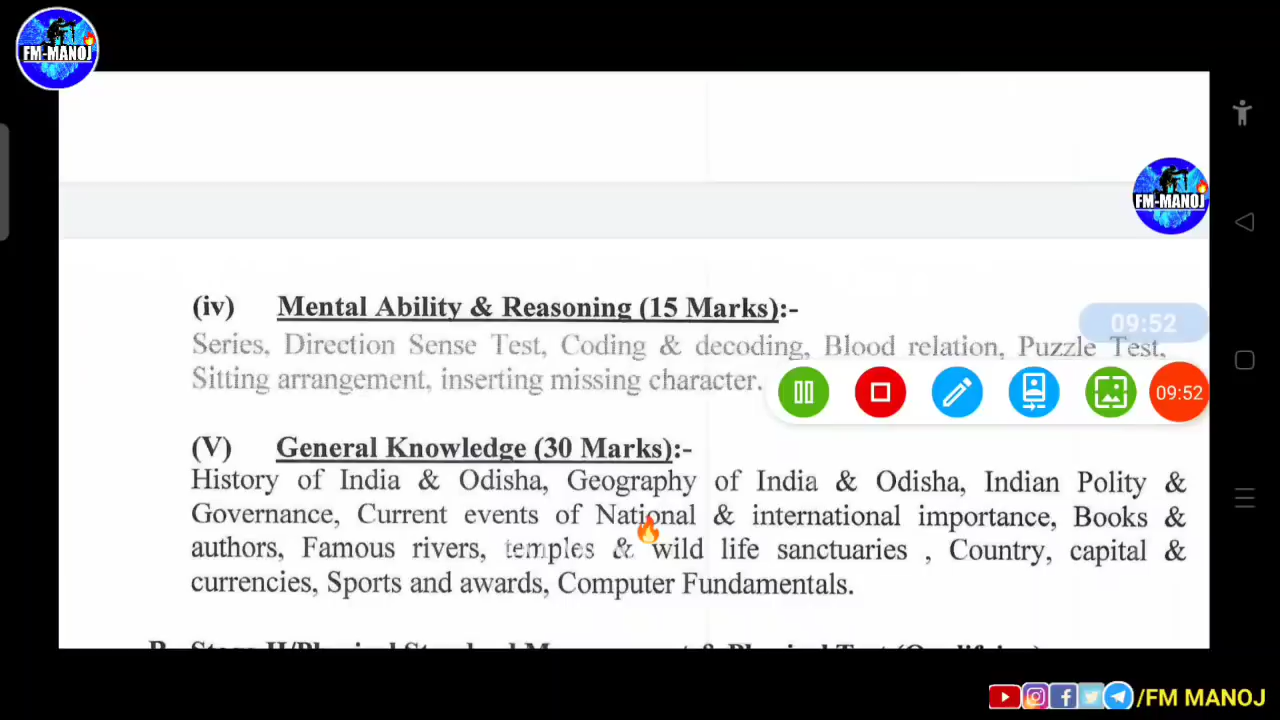 FM-MANOJ
FM-MANOJ
(iv) Mental Ability & Reasoning (15 Marks):-
09:52
Series, Direction Sense Test, Coding & decoding, Blood relation, Puzzle Test,
Sitting arrangement, inserting missing character.
09:52
(V) General Knowledge (30 Marks):-
History of India & Odisha, Geography of India & Odisha, Indian Polity &
Governance, Current events of National & international importance, Books &
authors, Famous rivers, temples & wild life sanctuaries , Country, capital &
currencies, Sports and awards, Computer Fundamentals.
/FM MANOJ